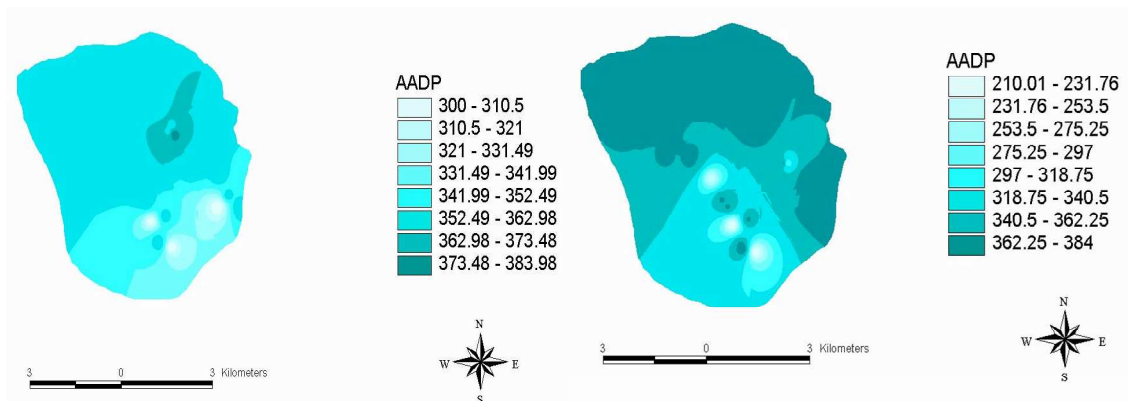 AADP
300 - 310.5
310.5 - 321
321 - 331.49
331.49 - 341.99
341.99 - 352.49
352.49 - 362.98
362.98 - 373.48
373.48 - 383.98
N
W E
S
3 0 3 Kilometers
AADP
210.01 - 231.76
231.76 - 253.5
253.5 - 275.25
275.25 - 297
297 - 318.75
318.75 - 340.5
340.5 - 362.25
362.25 - 384
N
W E
S
3 0 3 Kilometers